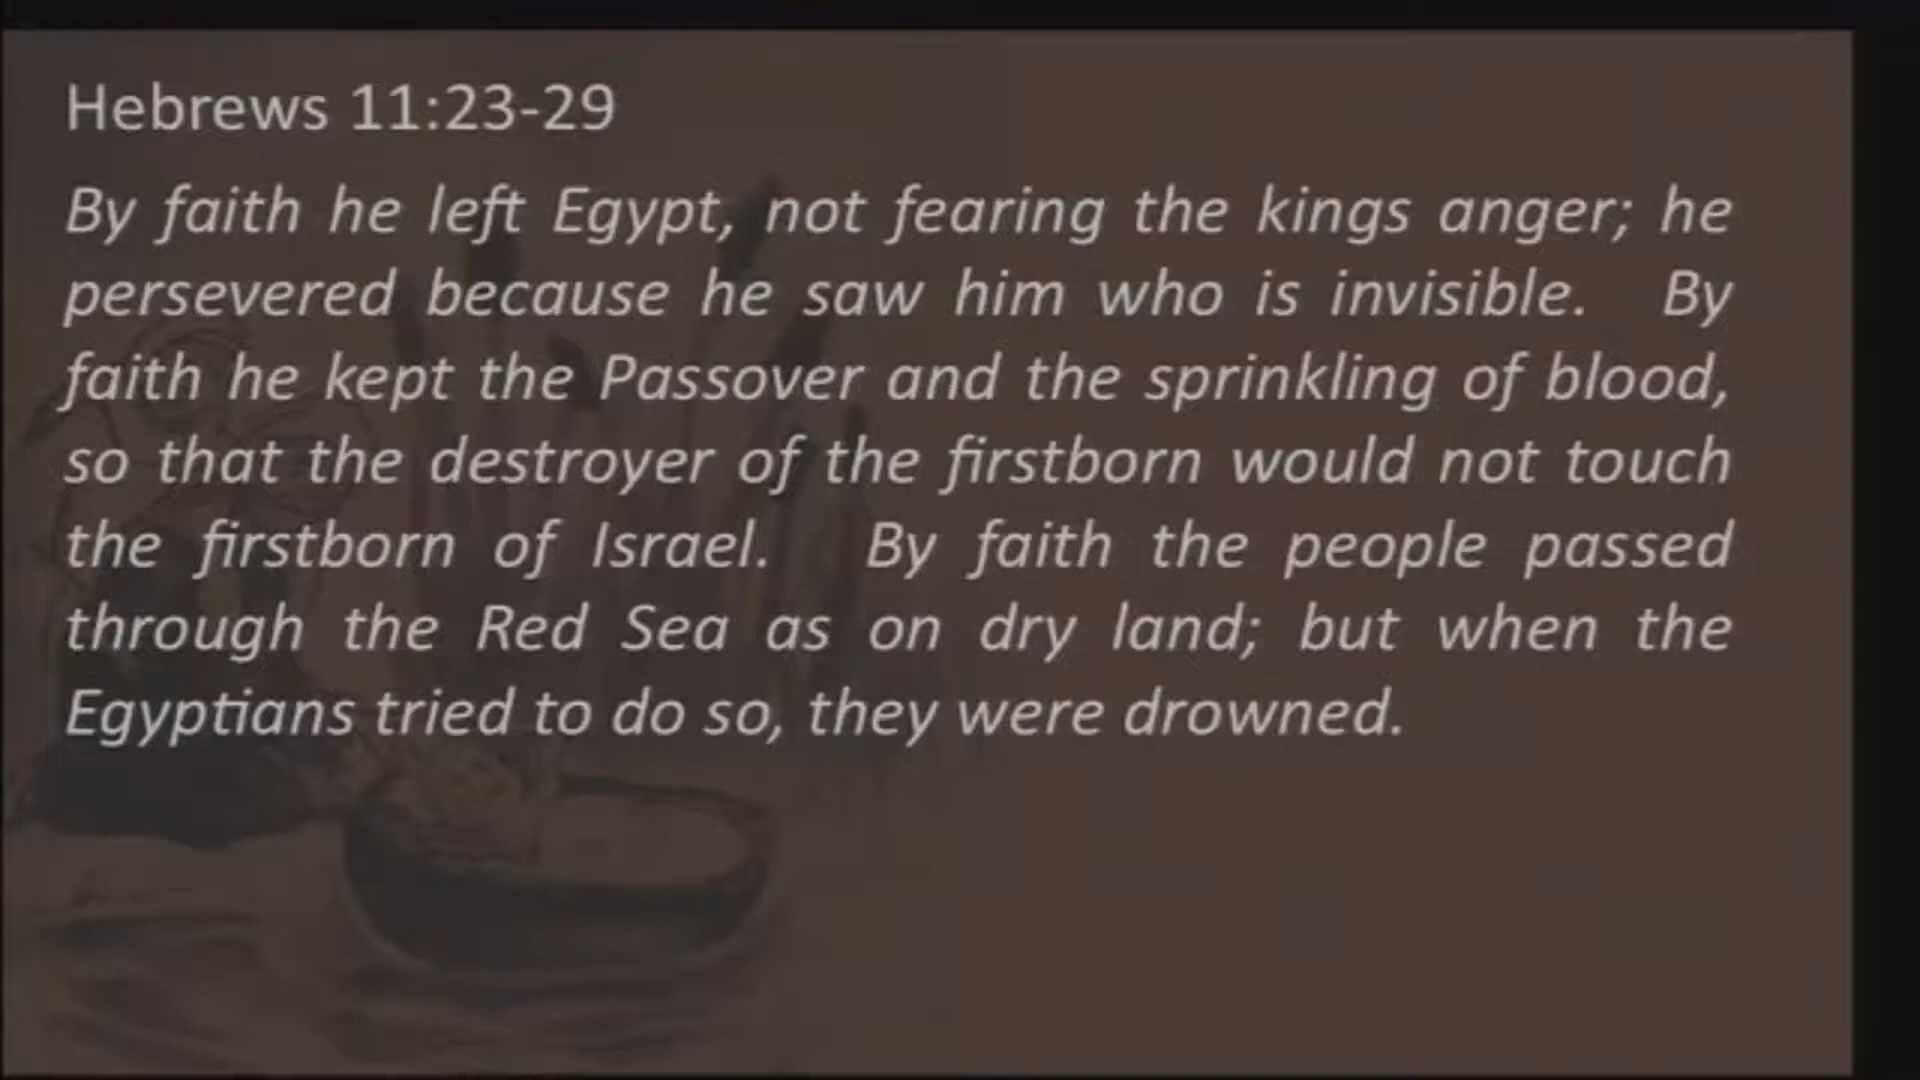 Hebrews 11:23-29
By faith he left Egypt, not fearing the kings anger; he
persevered because he saw him who is invisible. By
faith he kept the Passover and the sprinkling of blood,
so that the destroyer of the firstborn would not touch
the firstborn of Israel. By faith the people passed
through the Red Sea as on dry land; but when the
Egyptians tried to do so, they were drowned.